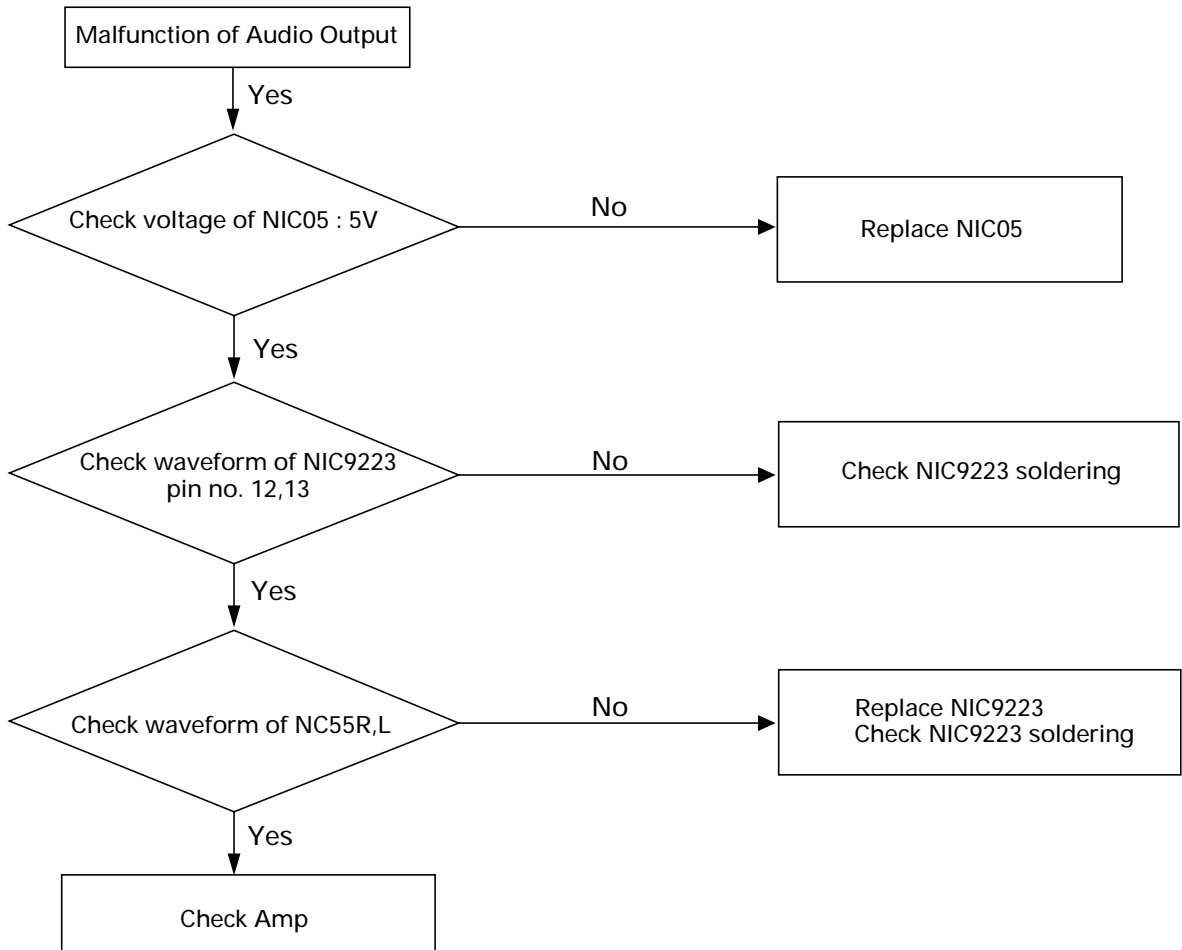 Malfunction of Audio Output
Yes
Check voltage of NIC05 : 5V
No
Replace NIC05
Yes
Check waveform of NIC9223
pin no. 12,13
No
Check NIC9223 soldering
Yes
Check waveform of NC55R,L
No
Replace NIC9223
Check NIC9223 soldering
Yes
Check Amp